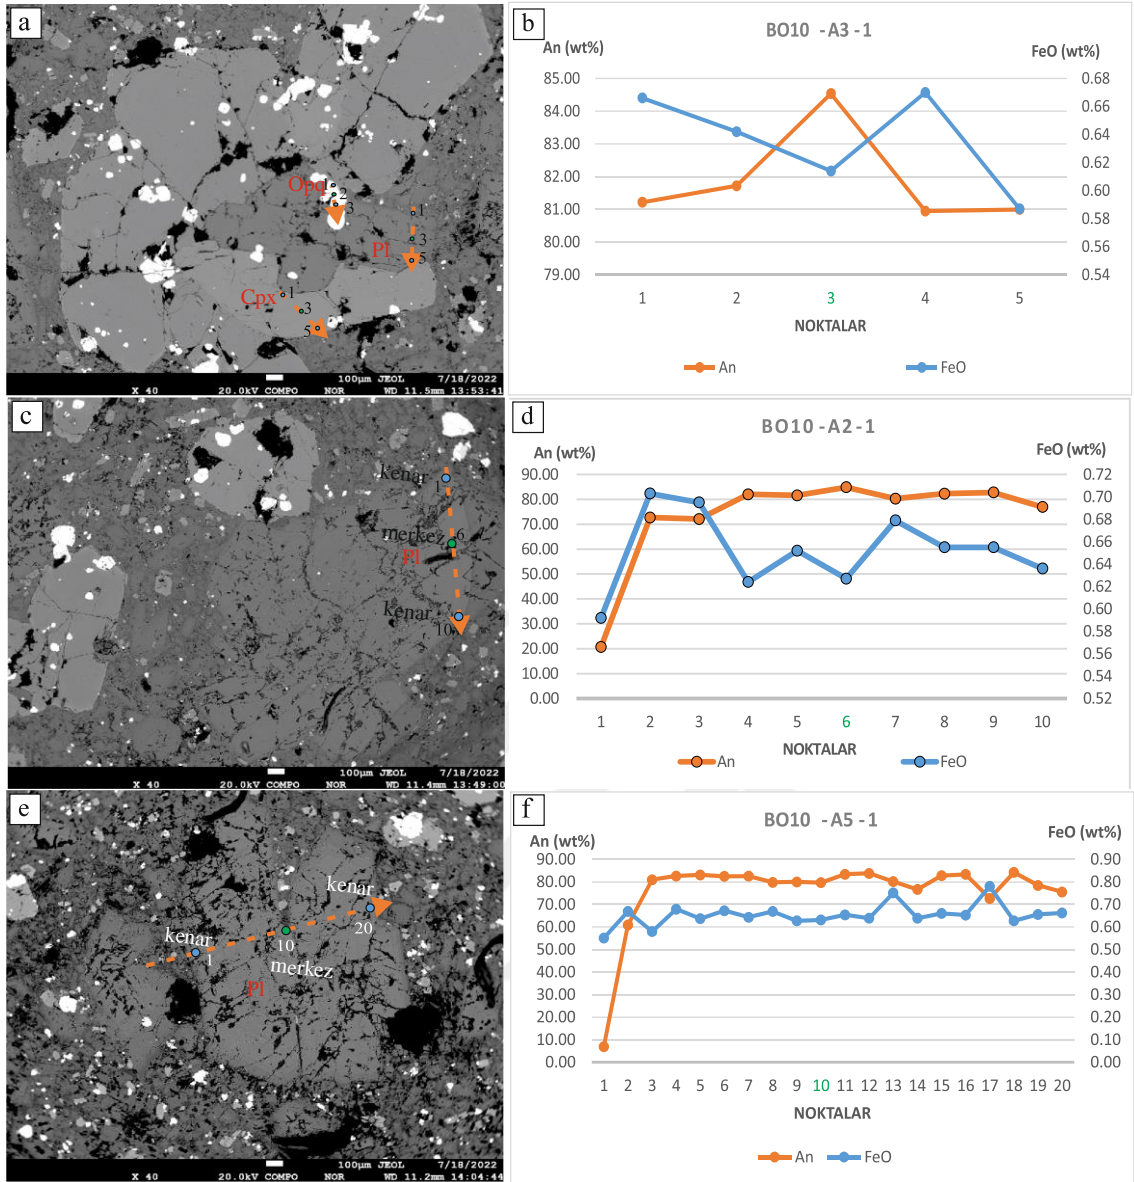 a
Opq
1
2
3
1
3
5
Pl
Cpx
1
3
5
100µm JEOL 7/18/2022
X 40 20.0kV COMPO NOR WD 11.5mm 13:53:41
b
BO10 -A3-1
An (wt%)
FeO (wt%)
85.00
84.00
83.00
82.00
81.00
80.00
79.00
0.68
0.66
0.64
0.62
0.60
0.58
0.56
0.54
1 2 3 4 5
NOKTALAR
An FeO
c
kenar
1
merkez 6
Pl
kenar
10
100µm JEOL 7/18/2022
X 40 20.0kV COMPO NOR WD 11.4mm 13:49:00
d
BO10 -A2-1
An (wt%)
FeO (wt%)
90.00
80.00
70.00
60.00
50.00
40.00
30.00
20.00
10.00
0.00
0.72
0.70
0.68
0.66
0.64
0.62
0.60
0.58
0.56
0.54
0.52
1 2 3 4 5 6 7 8 9 10
NOKTALAR
An FeO
e
kenar
20
kenar
1
10
merkez
Pl
100µm JEOL 7/18/2022
X 40 20.0kV COMPO NOR WD 11.2mm 14:04:44
f
BO10 -A5-1
An (wt%)
FeO (wt%)
90.00
80.00
70.00
60.00
50.00
40.00
30.00
20.00
10.00
0.00
0.90
0.80
0.70
0.60
0.50
0.40
0.30
0.20
0.10
0.00
1 2 3 4 5 6 7 8 9 10 11 12 13 14 15 16 17 18 19 20
NOKTALAR
An FeO